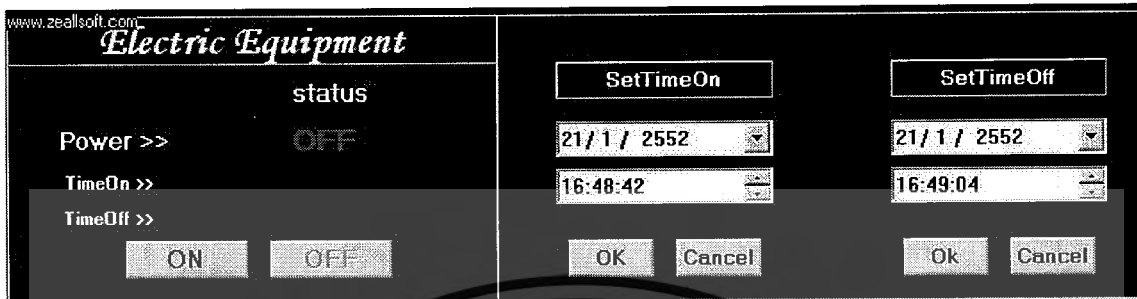 www.zeallsoft.com
Electric Equipment
status
Power >> OFF
TimeOn >>
TimeOff >>
ON OFF
SetTimeOn SetTimeOff
21/ 1 / 2552 21/ 1 / 2552
16:48:42 16:49:04
OK Cancel Ok Cancel